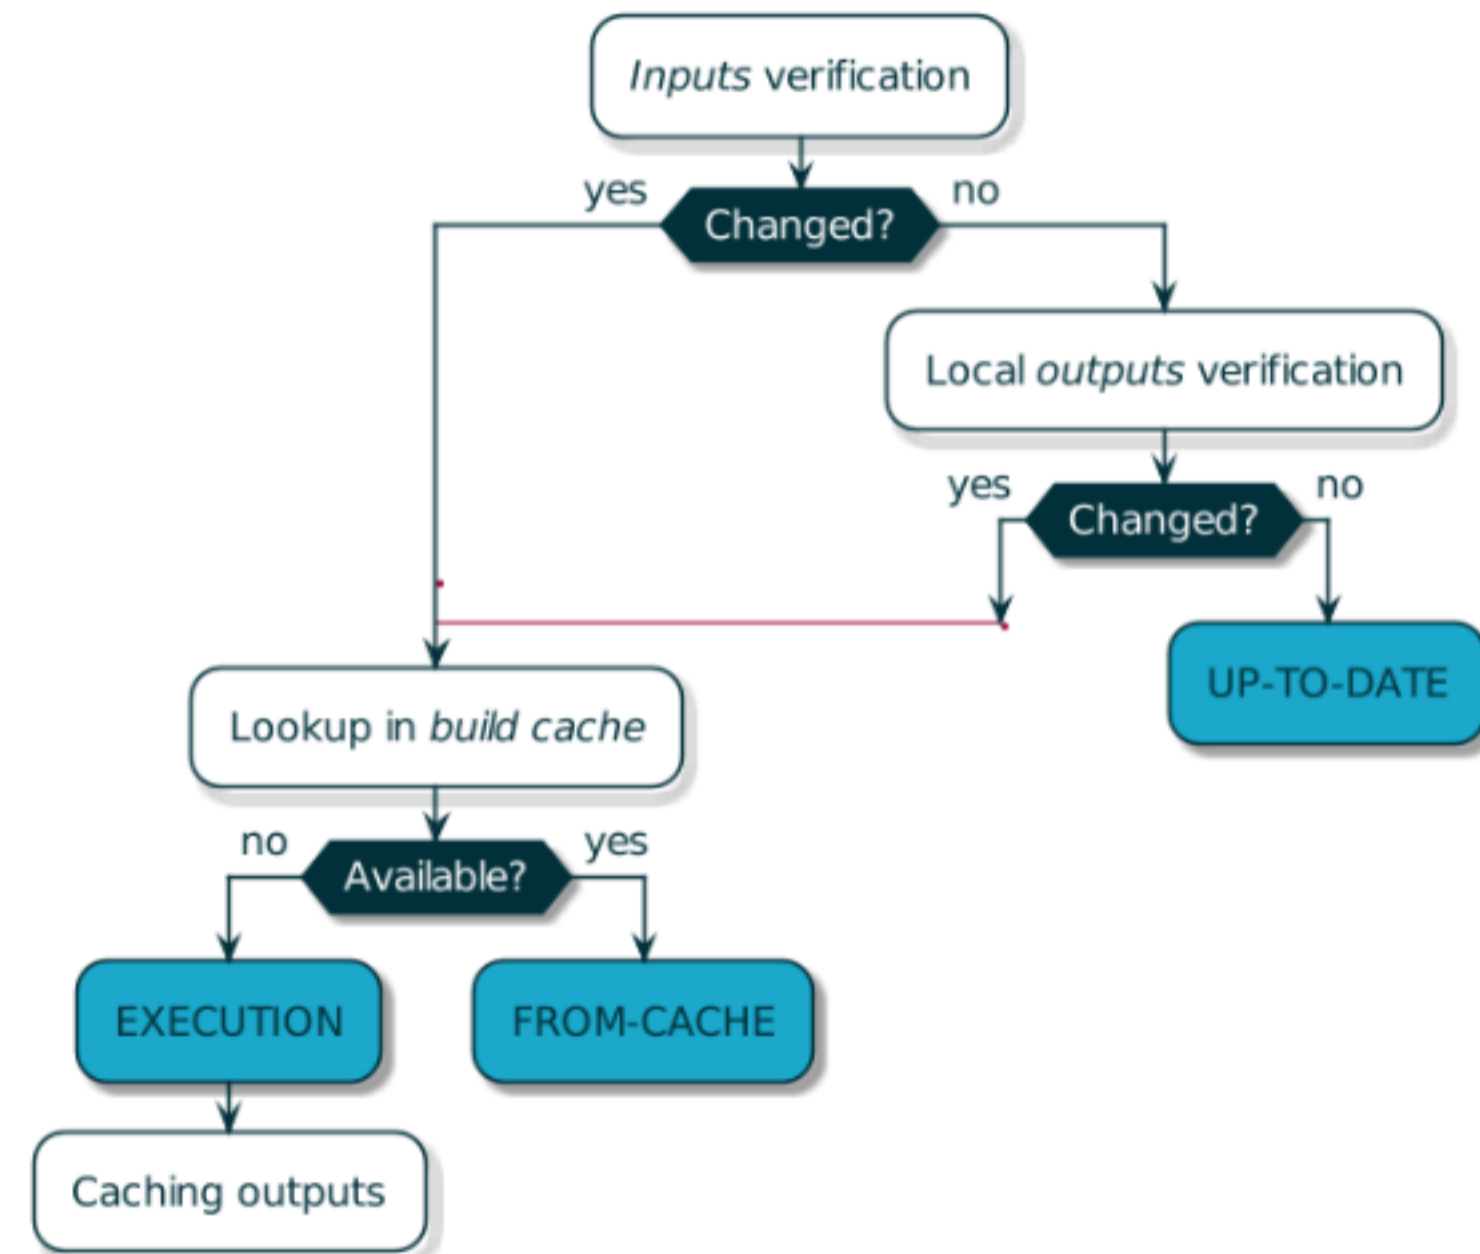 Inputs verification
yes
Changed?
no
Local outputs verification
yes
Changed?
no
UP-TO-DATE
Lookup in build cache
no
Available?
yes
EXECUTION
FROM-CACHE
Caching outputs